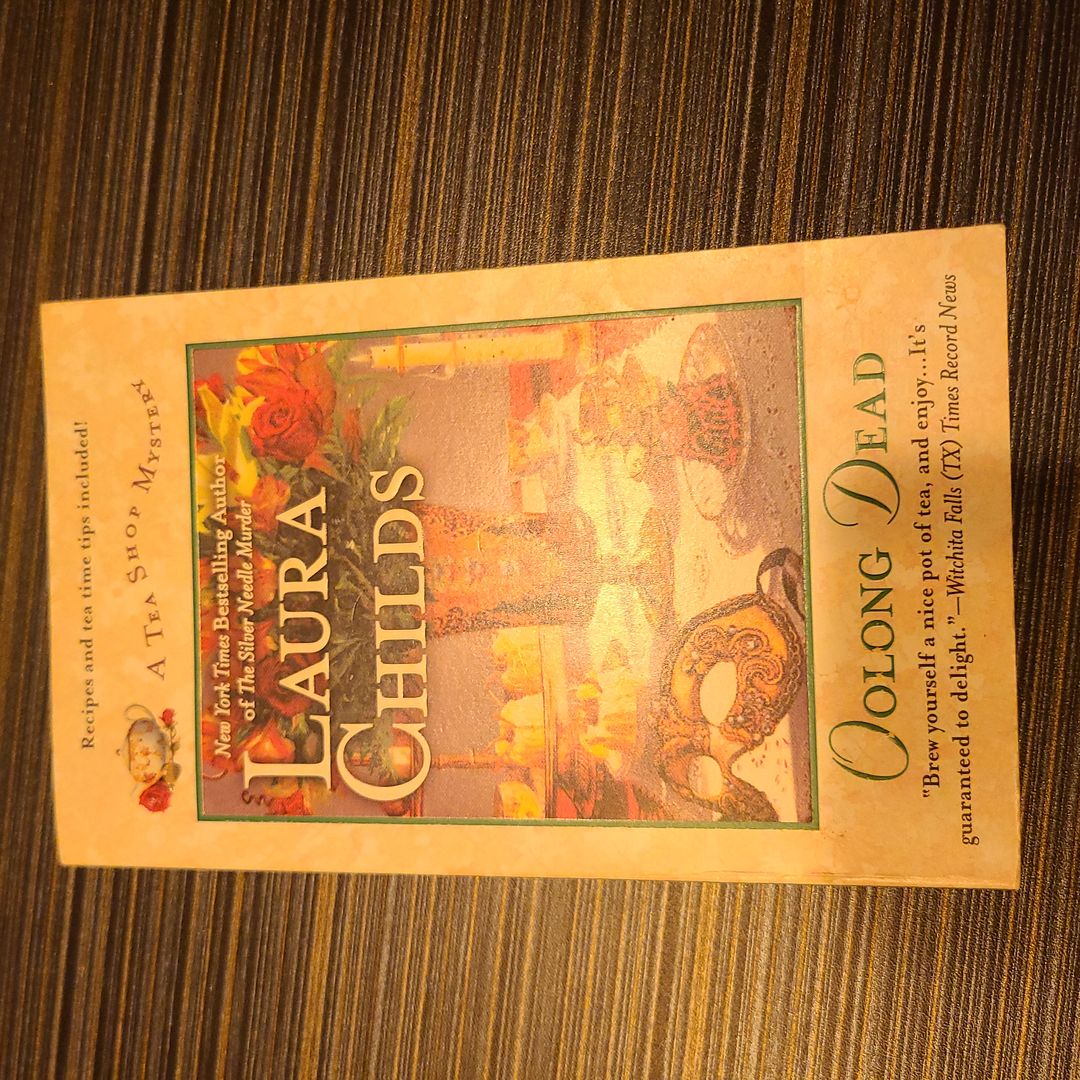 Recipes and tea time tips included!
A TEA SHOP MYSTERY
New York Times Bestselling Author
of The Silver Needle Murder
LAURA
CHILDS
OOLONG DEAD
"Brew yourself a nice pot of tea, and enjoy...It's
guaranteed to delight."—Witchita Falls (TX) Times Record News